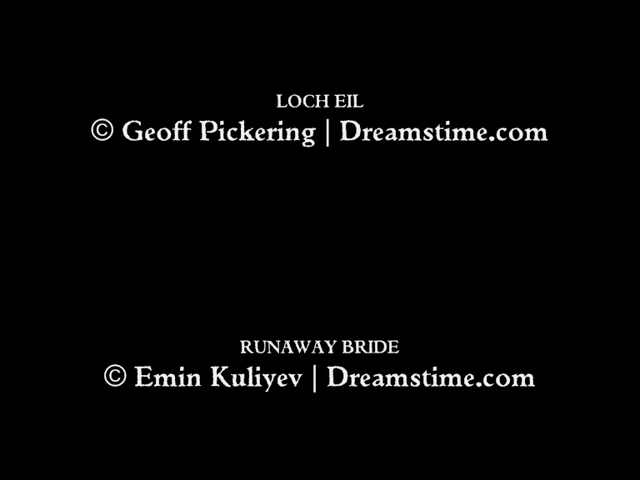 LOCH EIL
© Geoff Pickering | Dreamstime.com
RUNAWAY BRIDE
© Emin Kuliyev | Dreamstime.com